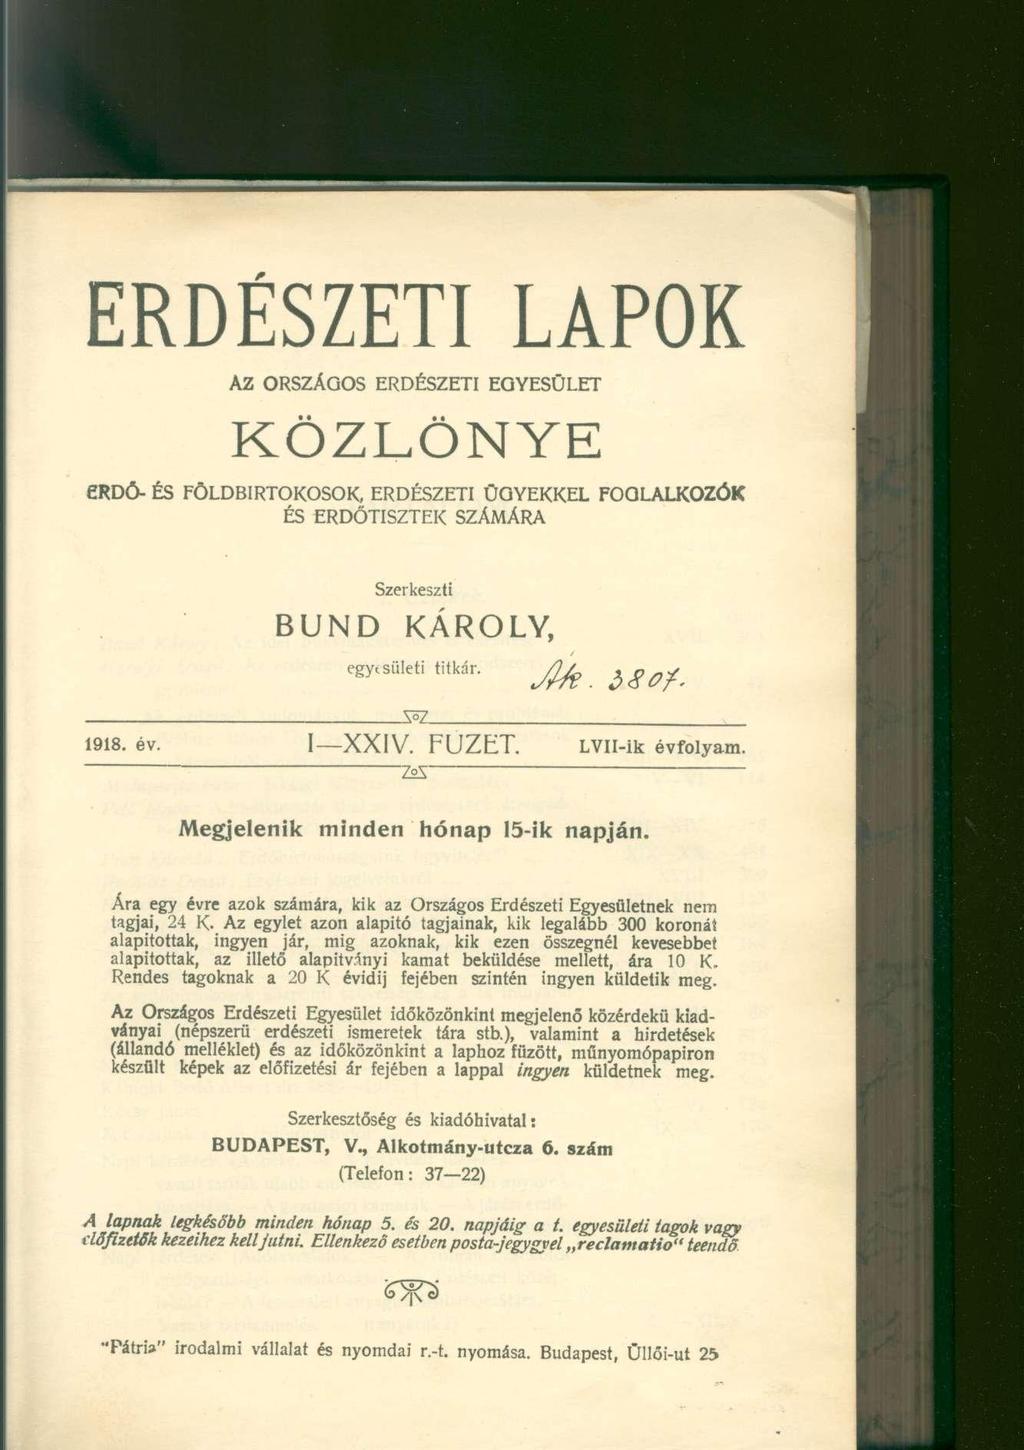 ERDÉSZETI LAPOK
AZ ORSZÁGOS ERDÉSZETI EGYESÜLET
KÖZLÖNYE
ERDŐ- ÉS FÖLDBIRTOKOSOK, ERDÉSZETI ÜGYEKKEL FOGLALKOZÓK
ÉS ERDŐTISZTEK SZÁMÁRA
Szerkeszti
BUND KÁROLY,
egyesületi titkár.
Ak. 3807.
1918. év. I—XXIV. FÜZET. LVII-ik évfolyam.
Megjelenik minden hónap 15-ik napján.
Ára egy évre azok számára, kik az Országos Erdészeti Egyesületnek nem
tagjai, 24 K. Az egylet azon alapitó tagjainak, kik legalább 300 koronát
alapitottak, ingyen jár, mig azoknak, kik ezen összegnél kevesebbet
alapitottak, az illető alapitványi kamat beküldése mellett, ára 10 K.
Rendes tagoknak a 20 K évidij fejében szintén ingyen küldetik meg.
Az Országos Erdészeti Egyesület időközönkint megjelenő közérdekü kiad-
ványai (népszerü erdészeti ismeretek tára stb.), valamint a hirdetések
(állandó melléklet) és az időközönkint a laphoz füzött, műnyomópapiron
készült képek az előfizetési ár fejében a lappal ingyen küldetnek meg.
Szerkesztőség és kiadóhivatal:
BUDAPEST, V., Alkotmány-utcza 6. szám
(Telefon: 37—22)
A lapnak legkésőbb minden hónap 5. és 20. napjáig a t. egyesületi tagok vagy
előfizetők kezeihez kell jutni. Ellenkező esetben posta-jegygyel „reclamatio“ teendő.
"Pátria" irodalmi vállalat és nyomdai r.-t. nyomása. Budapest, Üllői-ut 25